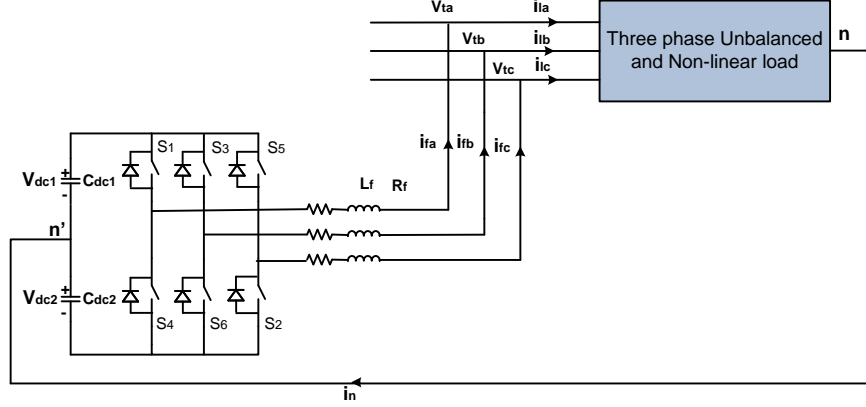 Vta
ila
Vtb
ilb
Vtc
ilc
Three phase Unbalanced
and Non-linear load
n
ifa
ifb
ifc
S1
S3
S5
Vdc1
+
-
Cdc1
Lf
Rf
n'
Vdc2
+
-
Cdc2
S4
S6
S2
in